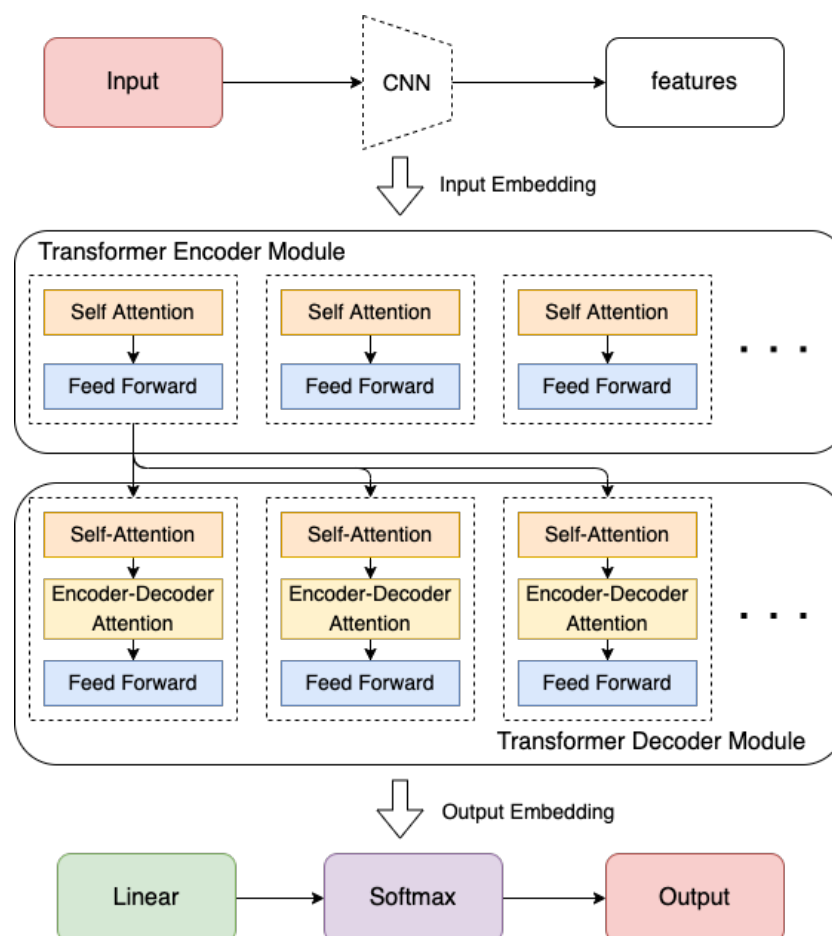 Input
CNN
features
Input Embedding
Transformer Encoder Module
Self Attention
Self Attention
Self Attention
. . .
Feed Forward
Feed Forward
Feed Forward
Self-Attention
Self-Attention
Self-Attention
Encoder-Decoder
Attention
Encoder-Decoder
Attention
Encoder-Decoder
Attention
. . .
Feed Forward
Feed Forward
Feed Forward
Transformer Decoder Module
Output Embedding
Linear
Softmax
Output